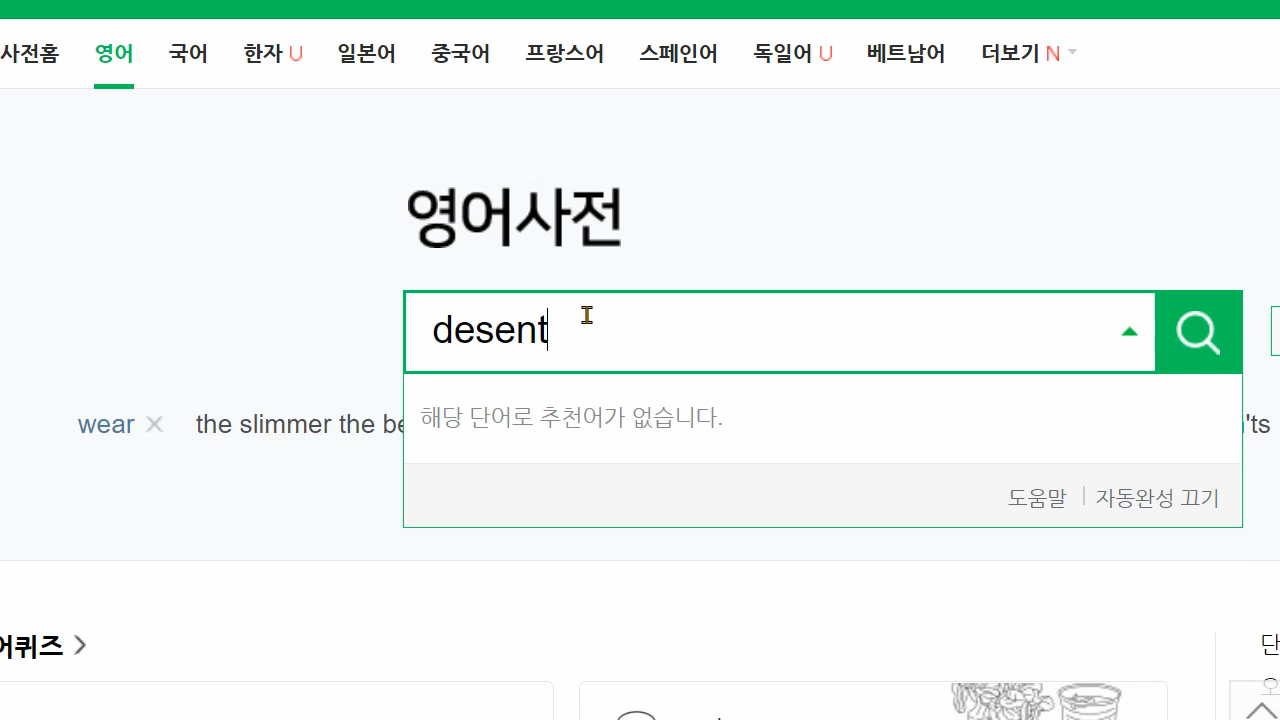 사전홈 영어 국어 한자 U 일본어 중국어 프랑스어 스페인어 독일어 U 베트남어 더보기 N
영어사전
desent
wear the slimmer the be
해당 단어로 추천어가 없습니다.
'ts
도움말 자동완성 끄기
어퀴즈
단
오